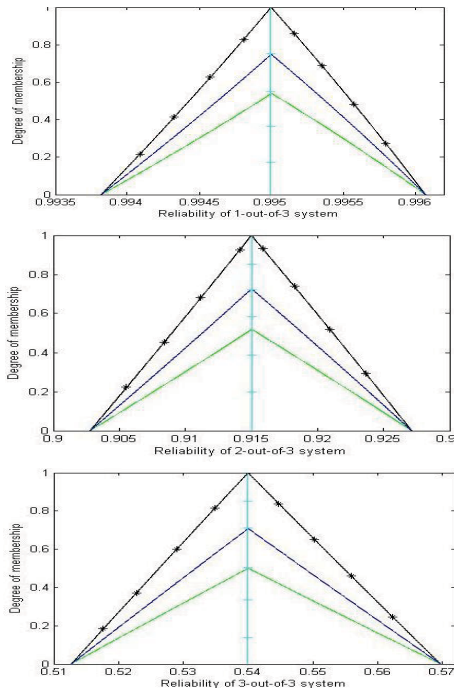 Degree of membership
1
0.8
0.6
0.4
0.2
0
0.9935 0.994 0.9945 0.995 0.9955 0.996
Reliability of 1-out-of-3 system
Degree of membership
1
0.8
0.6
0.4
0.2
0
0.9 0.905 0.91 0.915 0.92 0.925 0.9
Reliability of 2-out-of-3 system
Degree of membership
1
0.8
0.6
0.4
0.2
0
0.51 0.52 0.53 0.54 0.55 0.56 0.57
Reliability of 3-out-of-3 system